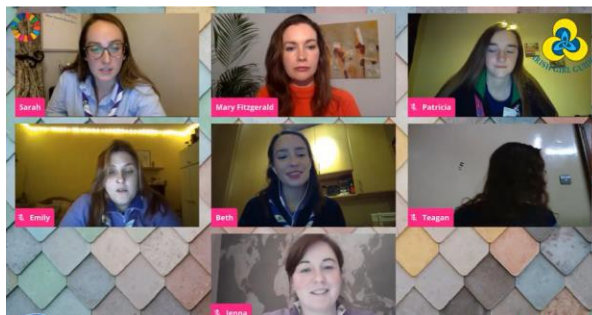 Sarah
Mary Fitzgerald
Patricia
Emily
Beth
Teagan
Jenna